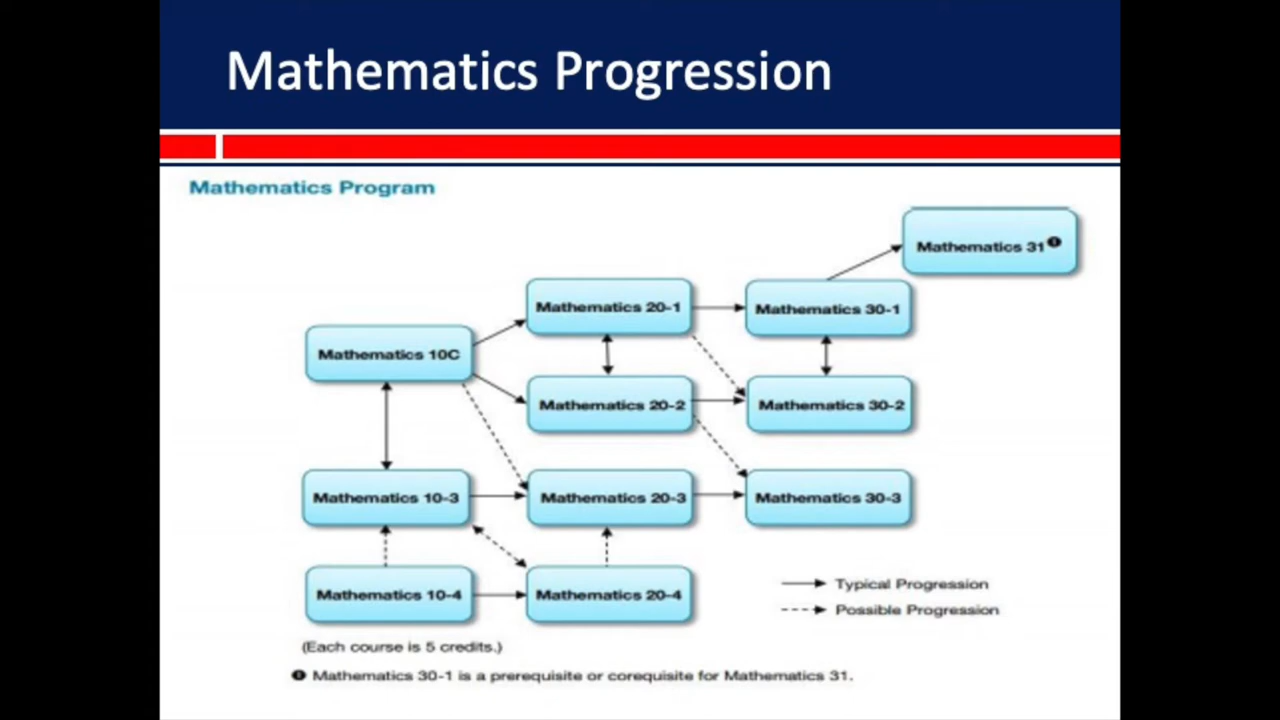 Mathematics Progression
Mathematics Program
Mathematics 31 ❶
Mathematics 20-1
Mathematics 30-1
Mathematics 10C
Mathematics 20-2
Mathematics 30-2
Mathematics 10-3
Mathematics 20-3
Mathematics 30-3
Mathematics 10-4
Mathematics 20-4
Typical Progression
Possible Progression
(Each course is 5 credits.)
❶ Mathematics 30-1 is a prerequisite or corequisite for Mathematics 31.